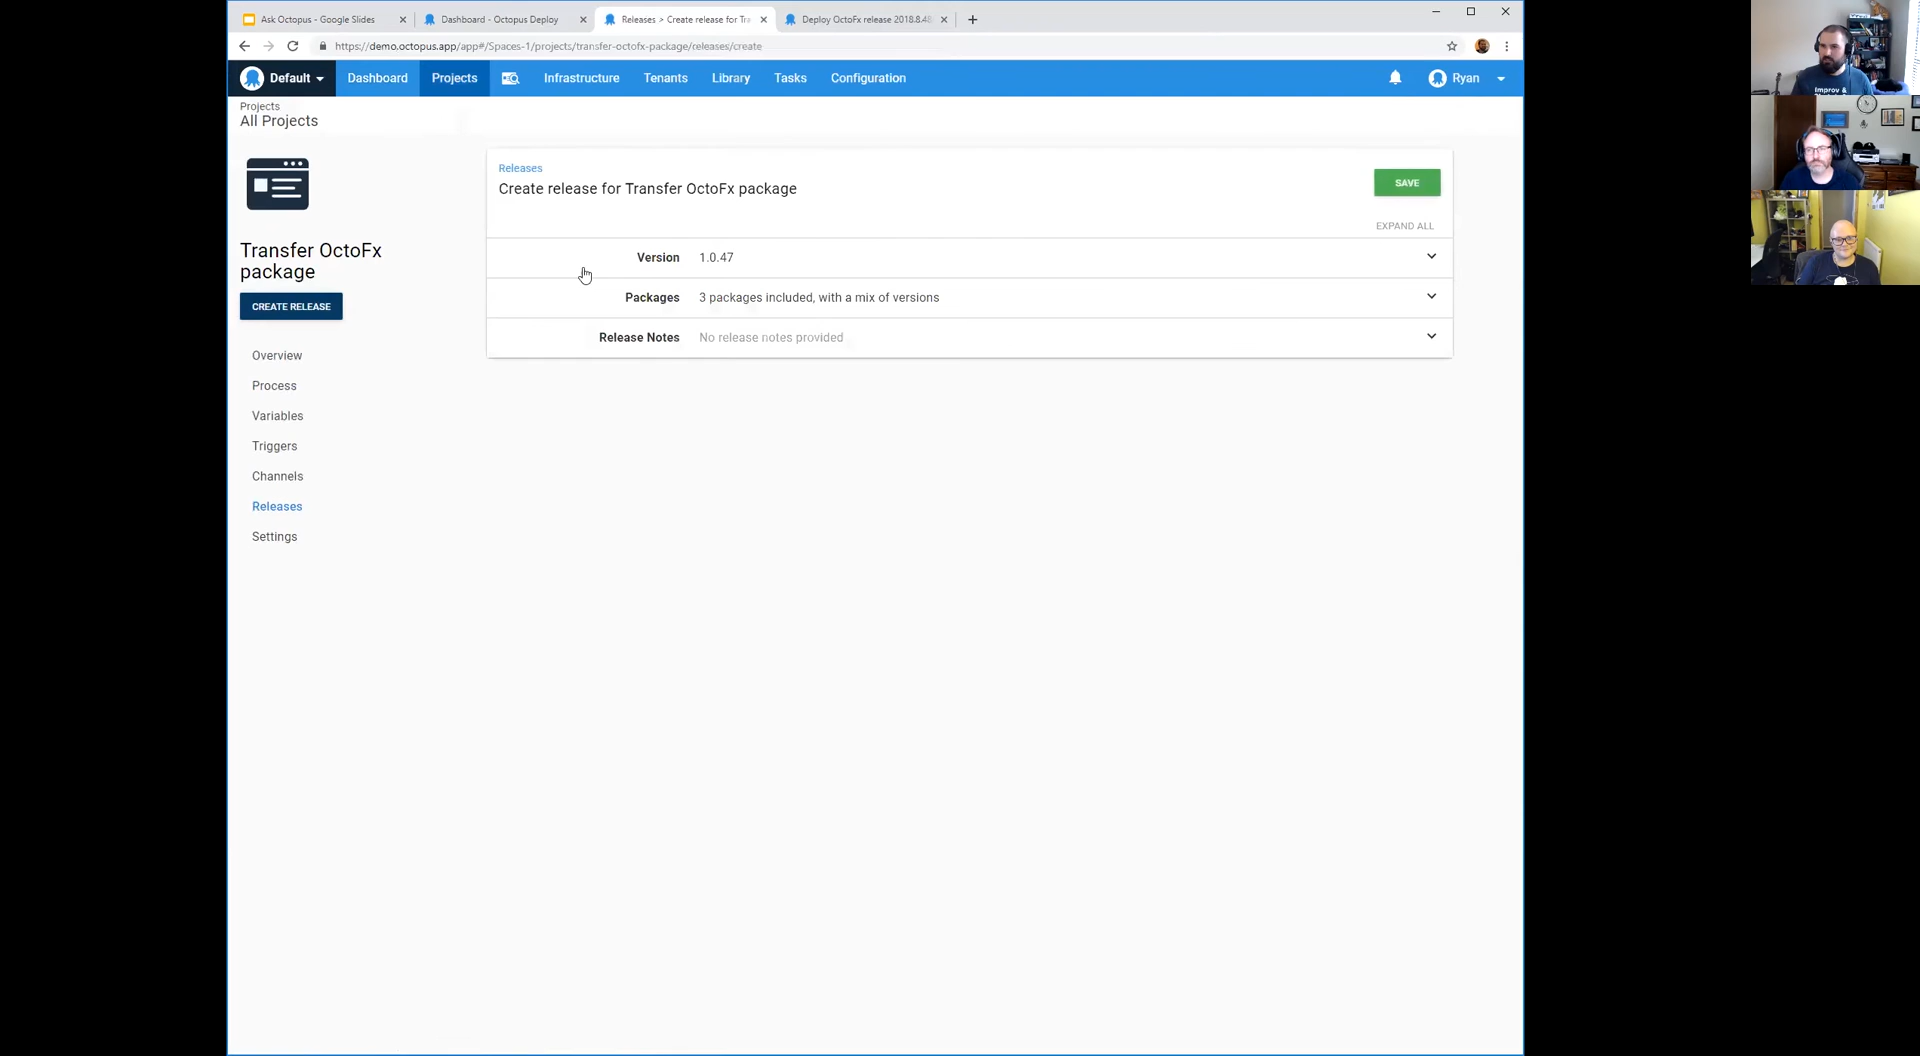 Ask Octopus - Google Slides
Dashboard - Octopus Deploy
Releases > Create release for Tra
Deploy OctoFx release 2018.8.48
https://demo.octopus.app/app#/Spaces-1/projects/transfer-octofx-package/releases/create
Default
Dashboard
Projects
Infrastructure
Tenants
Library
Tasks
Configuration
Ryan
Projects
All Projects
Transfer OctoFx
package
CREATE RELEASE
Overview
Process
Variables
Triggers
Channels
Releases
Settings
Releases
Create release for Transfer OctoFx package
SAVE
EXPAND ALL
Version 1.0.47
Packages 3 packages included, with a mix of versions
Release Notes No release notes provided
Improv &